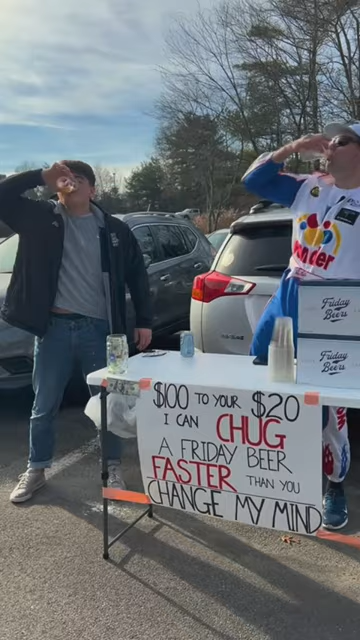 Wonder
Friday
Beers
Friday
Beers
$100 TO YOUR $20
I CAN CHUG
A FRIDAY BEER
FASTER THAN YOU
CHANGE MY MIND